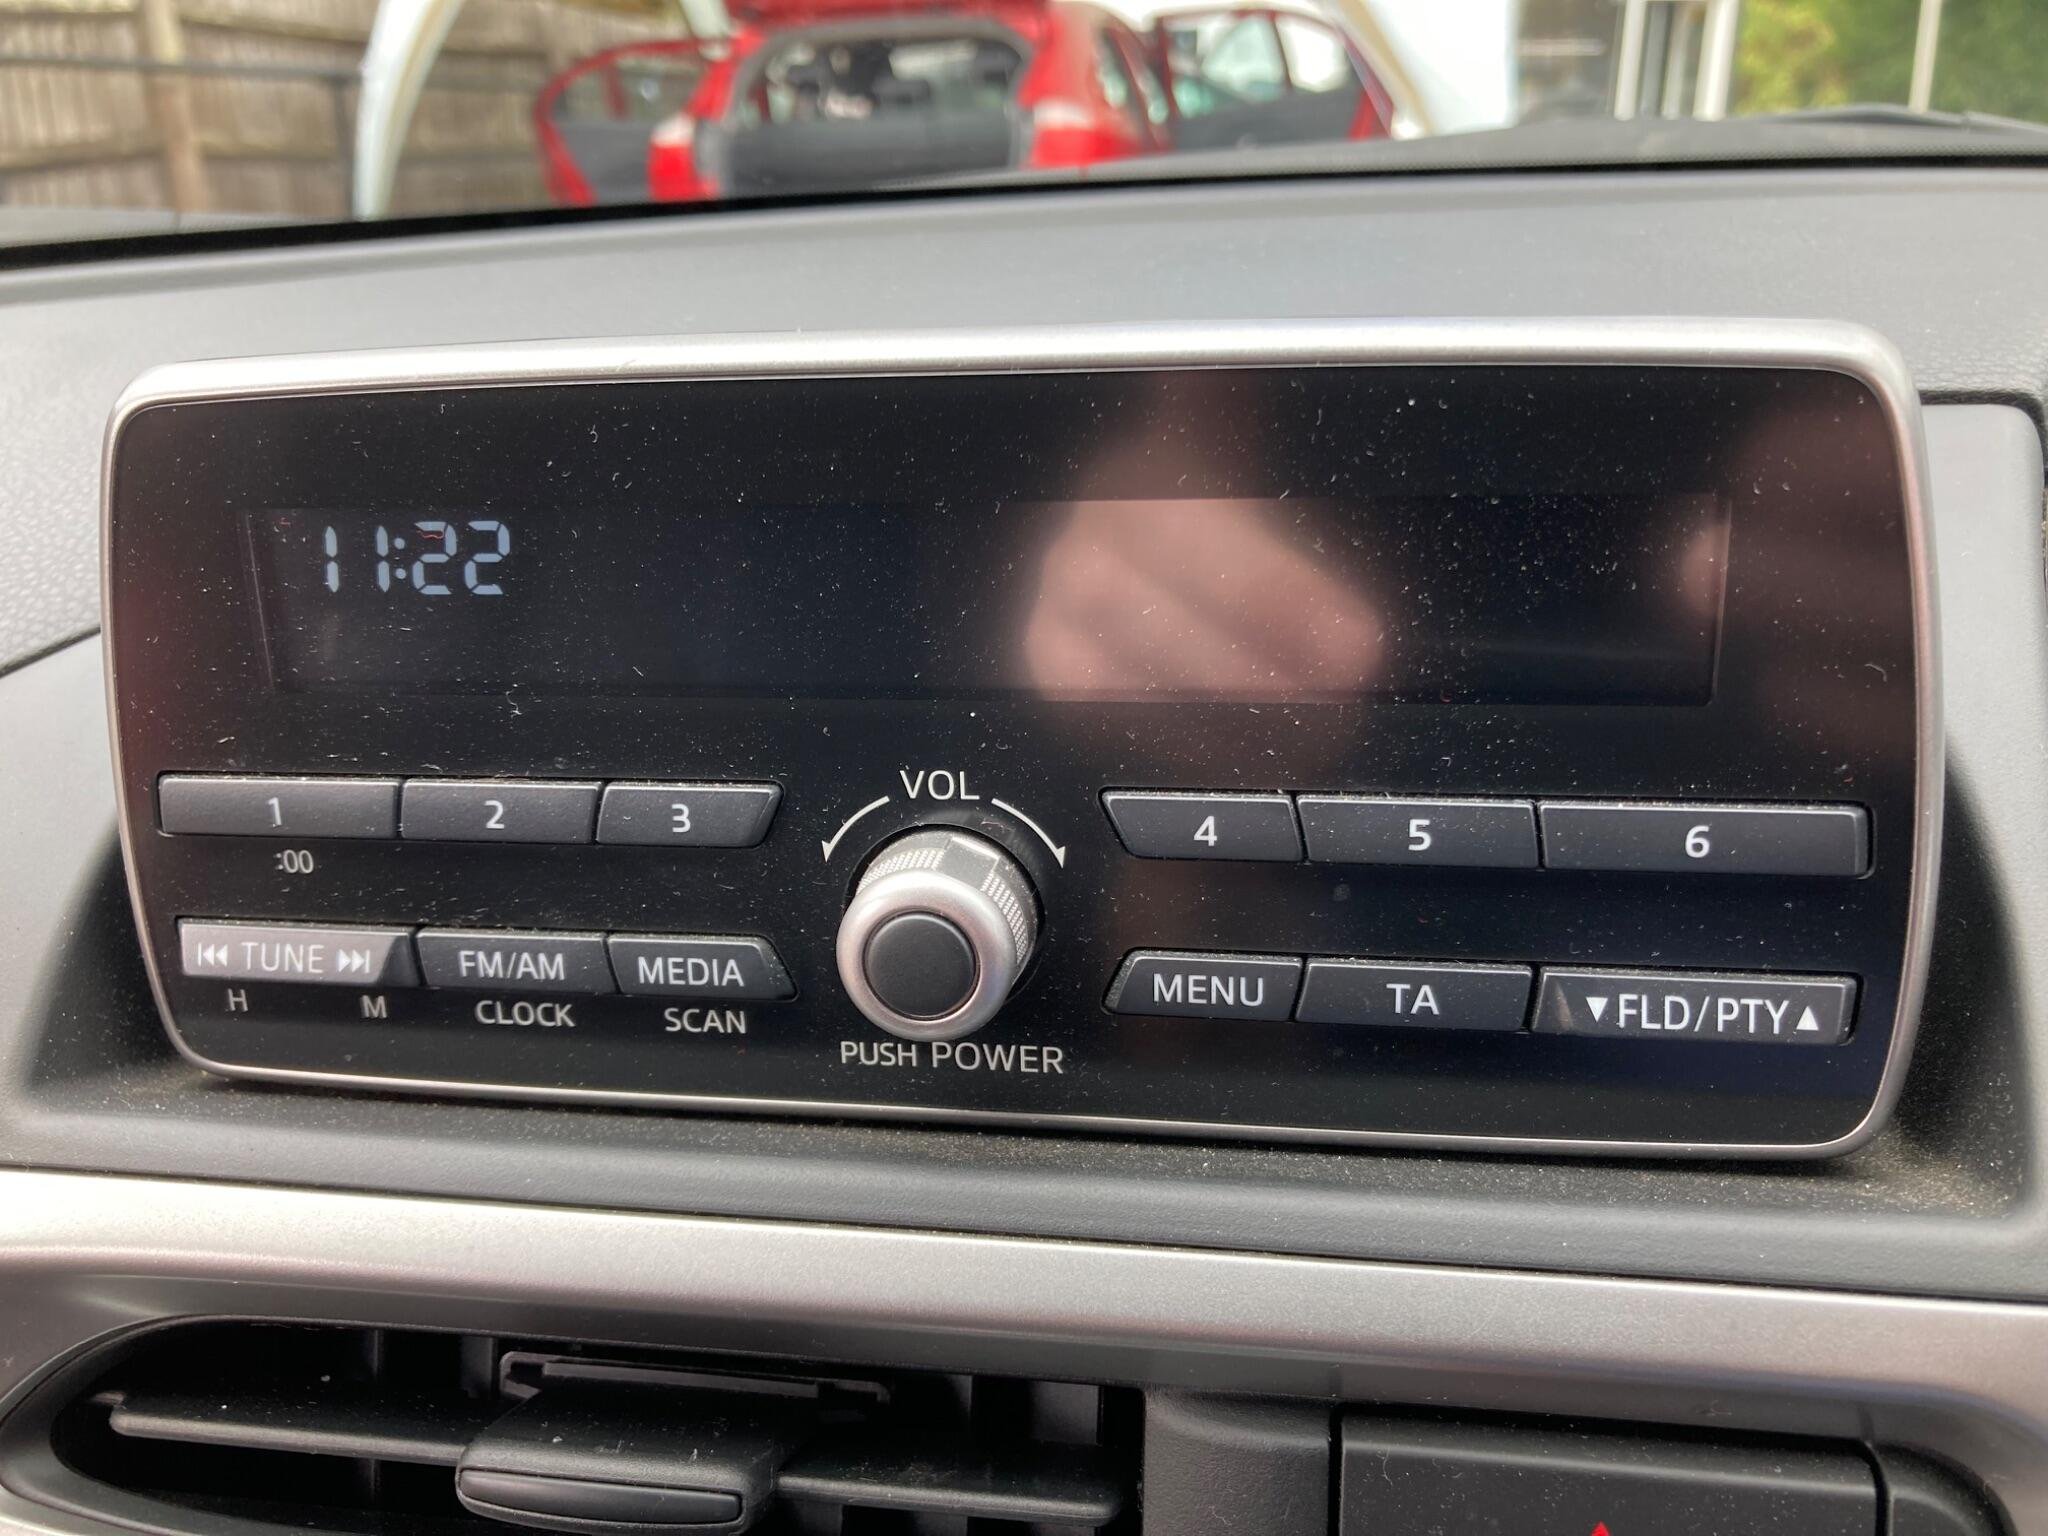 11:22
VOL
1 2 3 4 5 6
:00
⏮ TUNE ⏭ FM/AM MEDIA MENU TA ▼FLD/PTY▲
H M CLOCK SCAN
PUSH POWER